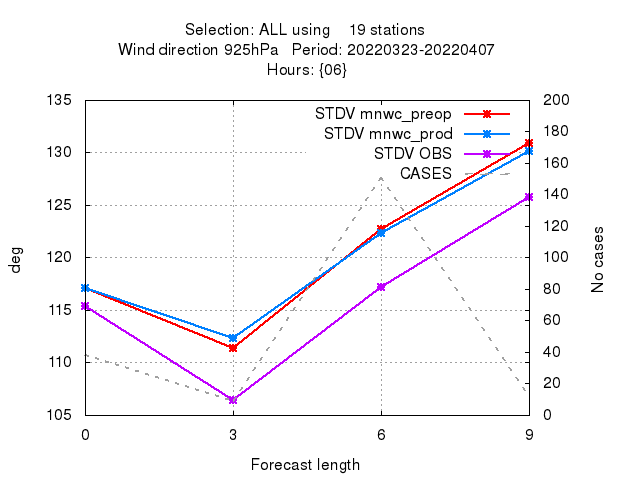 Selection: ALL using 19 stations
Wind direction 925hPa Period: 20220323-20220407
Hours: {06}
135 200
STDV mnwc_preop
180
STDV mnwc_prod
130 160
STDV OBS
CASES
140
125
120
120 100
80
115
60
110 40
20
105 0
0 3 6 9
deg
No cases
Forecast length